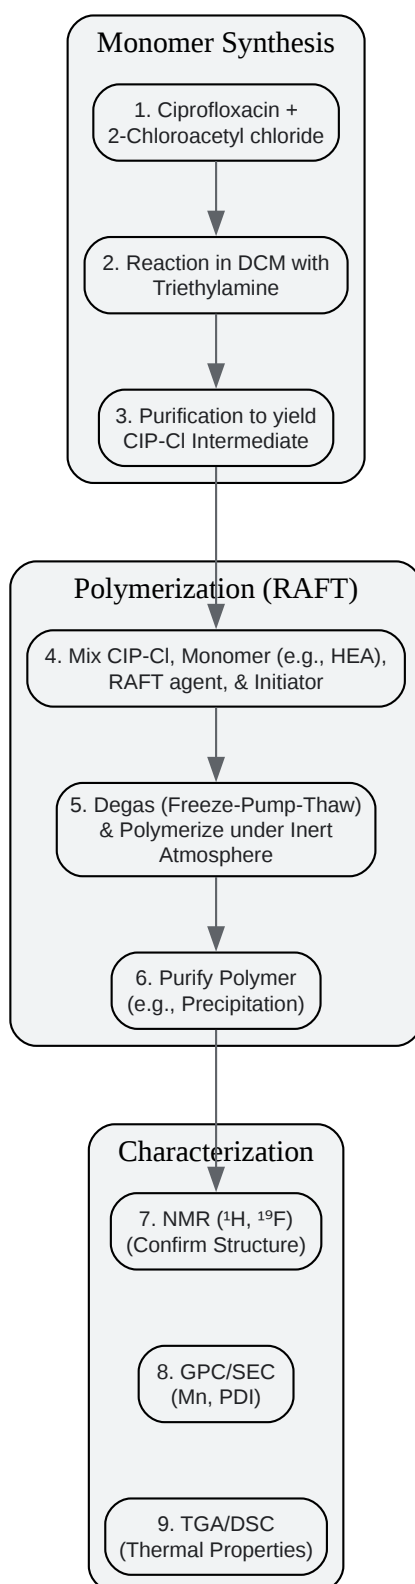 Monomer Synthesis
1. Ciprofloxacin +
2-Chloroacetyl chloride
2. Reaction in DCM with
Triethylamine
3. Purification to yield
CIP-Cl Intermediate
Polymerization (RAFT)
4. Mix CIP-Cl, Monomer (e.g., HEA),
RAFT agent, & Initiator
5. Degas (Freeze-Pump-Thaw)
& Polymerize under Inert
Atmosphere
6. Purify Polymer
(e.g., Precipitation)
Characterization
7. NMR (¹H, ¹⁹F)
(Confirm Structure)
8. GPC/SEC
(Mn, PDI)
9. TGA/DSC
(Thermal Properties)